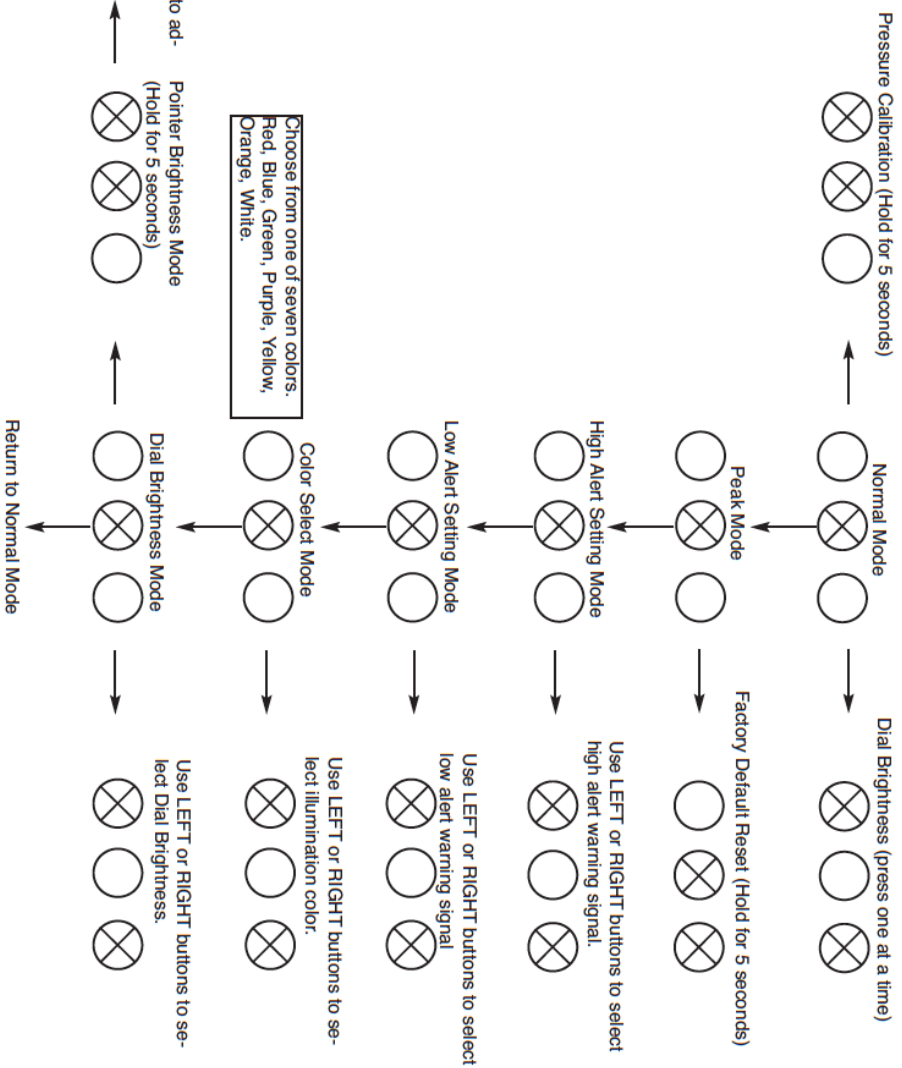 Pressure Calibration (Hold for 5 seconds)
Normal Mode
Dial Brightness (press one at a time)
Peak Mode
Factory Default Reset (Hold for 5 seconds)
High Alert Setting Mode
Use LEFT or RIGHT buttons to select
high alert warning signal.
Low Alert Setting Mode
Use LEFT or RIGHT buttons to select
low alert warning signal
Choose from one of seven colors.
Red, Blue, Green, Purple, Yellow,
Orange, White.
Color Select Mode
Use LEFT or RIGHT buttons to se-
lect illumination color.
to ad-
Pointer Brightness Mode
(Hold for 5 seconds)
Dial Brightness Mode
Use LEFT or RIGHT buttons to se-
lect Dial Brightness.
Return to Normal Mode